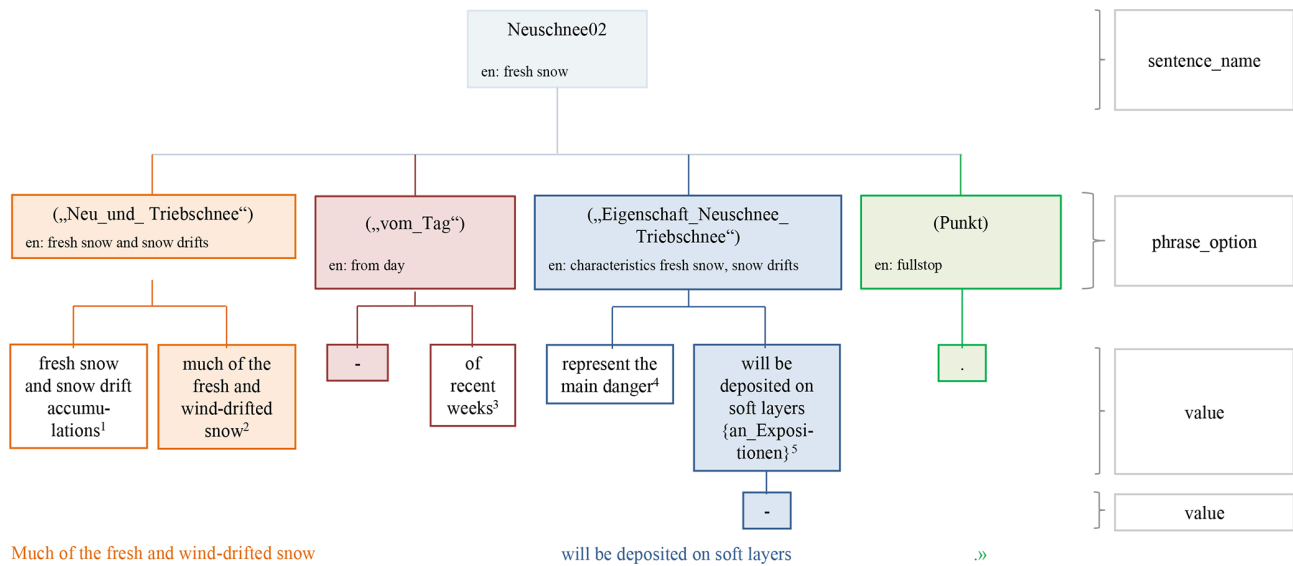 Neuschnee02
en: fresh snow
sentence_name
(„Neu_und_ Triebschnee“)
en: fresh snow and snow drifts
(„vom_Tag“)
en: from day
(„Eigenschaft_Neuschnee_
Triebschnee“)
en: characteristics fresh snow, snow drifts
(Punkt)
en: fullstop
phrase_option
fresh snow
and snow drift
accumu-
lations1
much of the
fresh and
wind-drifted
snow2
-
of
recent
weeks3
represent the
main danger4
will be
deposited on
soft layers
{an_Exposi-
tionen}5
.
value
-
value
Much of the fresh and wind-drifted snow
will be deposited on soft layers
.»